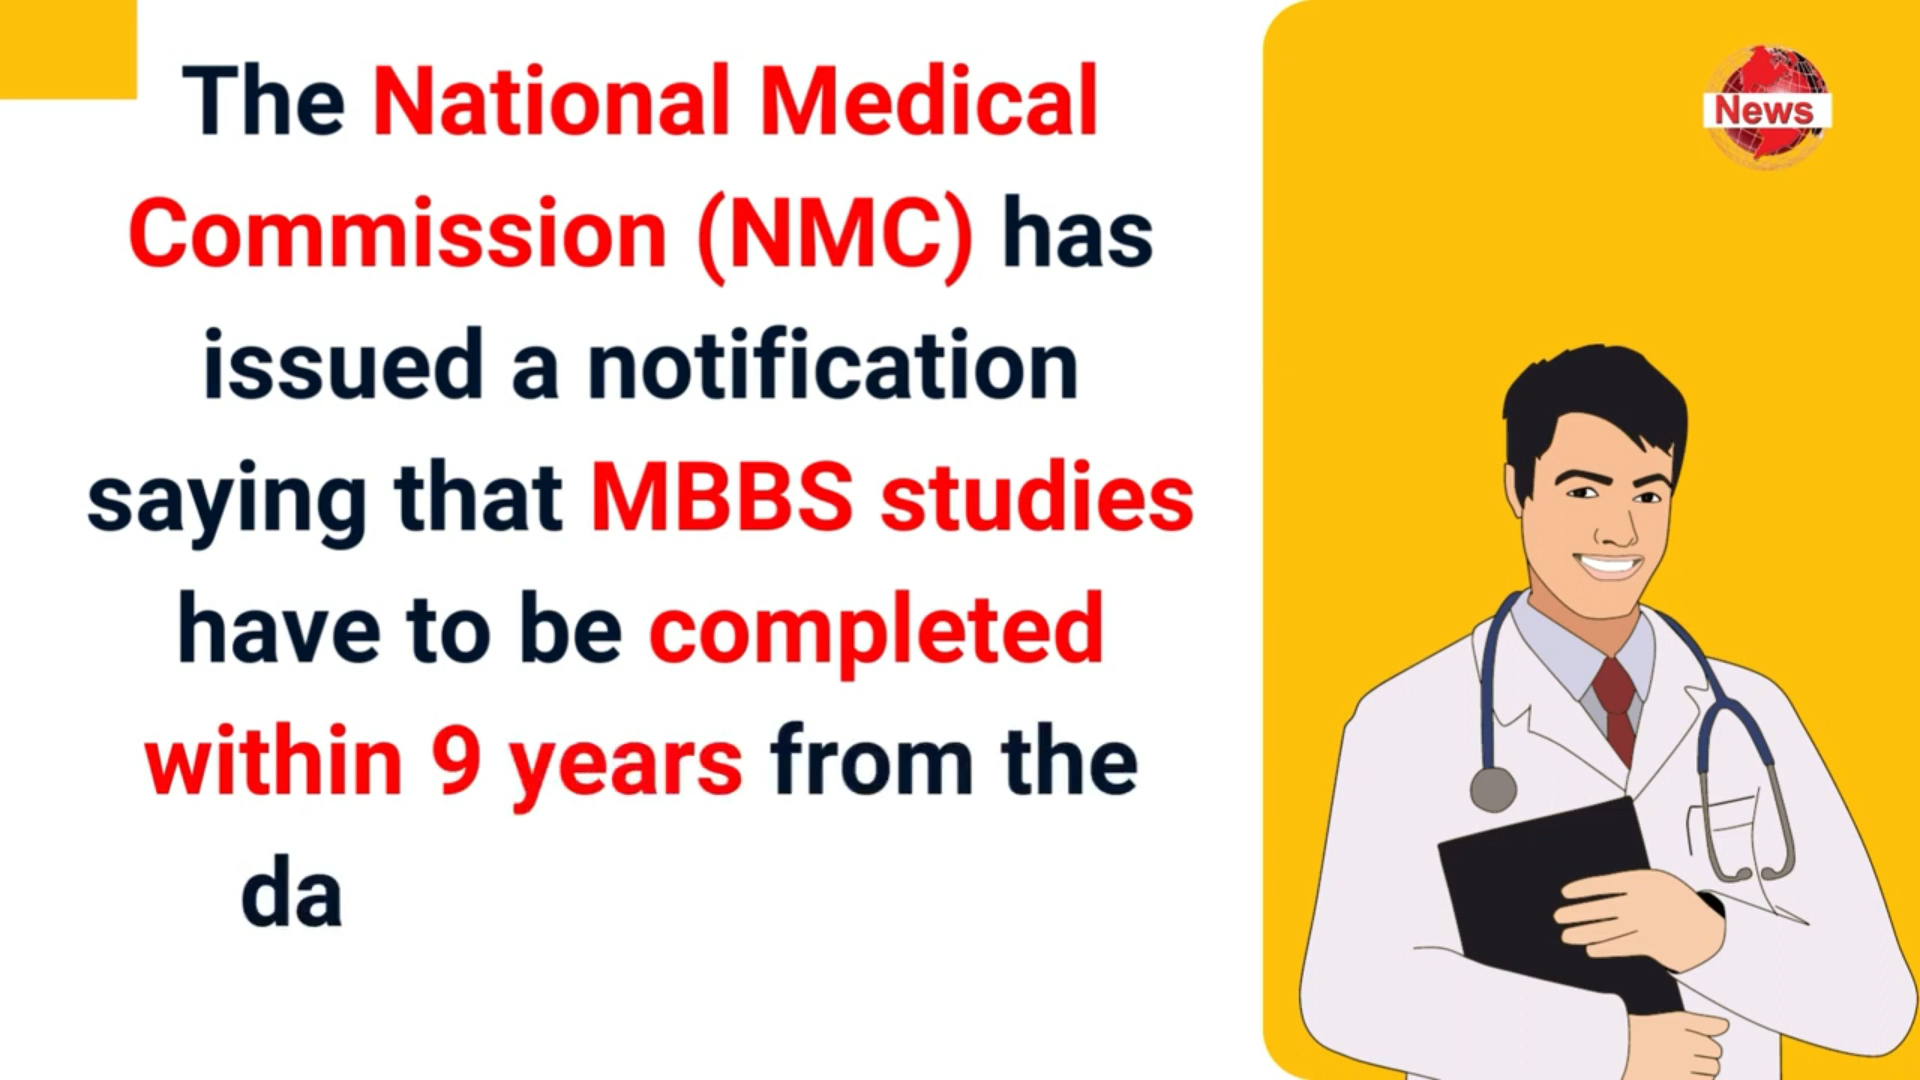 The National Medical
Commission (NMC) has
issued a notification
saying that MBBS studies
have to be completed
within 9 years from the
da
News